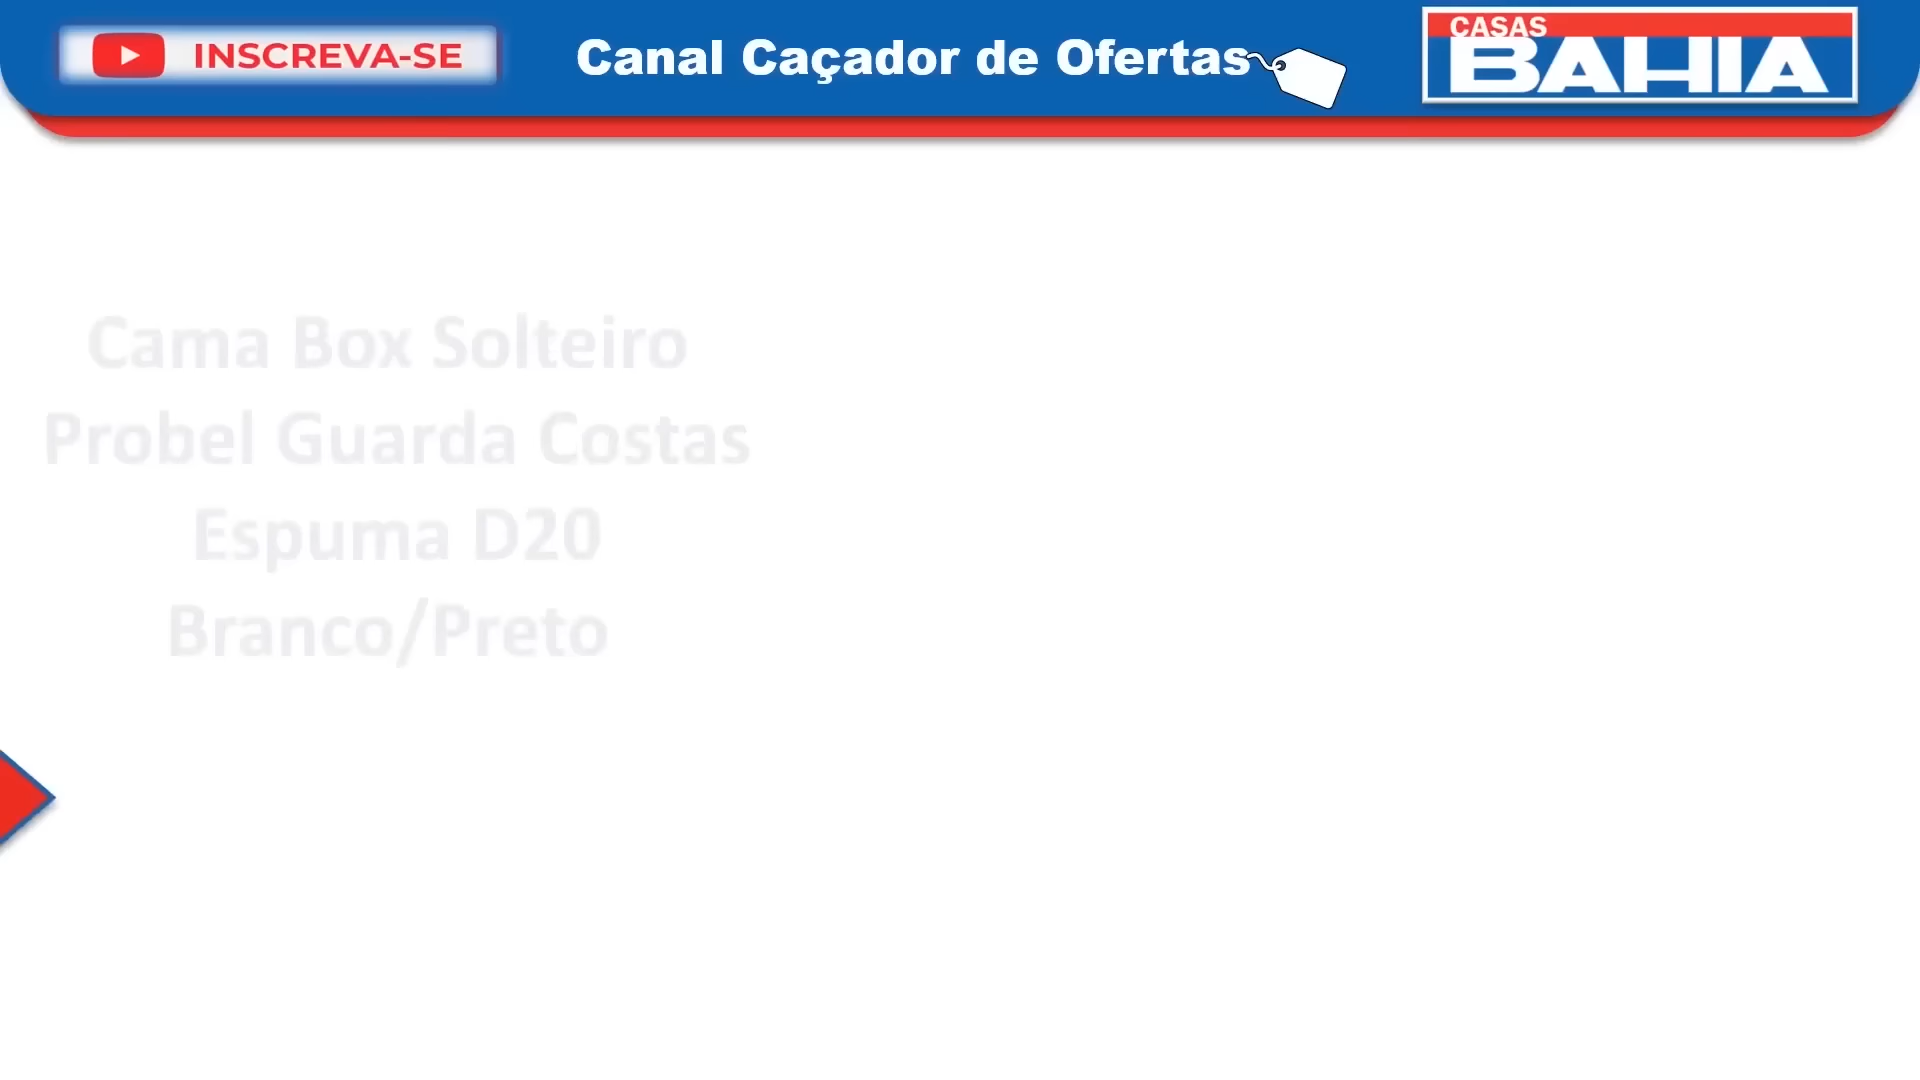 INSCREVA-SE
Canal Caçador de Ofertas
CASAS
BAHIA
Cama Box Solteiro
Probel Guarda Costas
Espuma D20
Branco/Preto